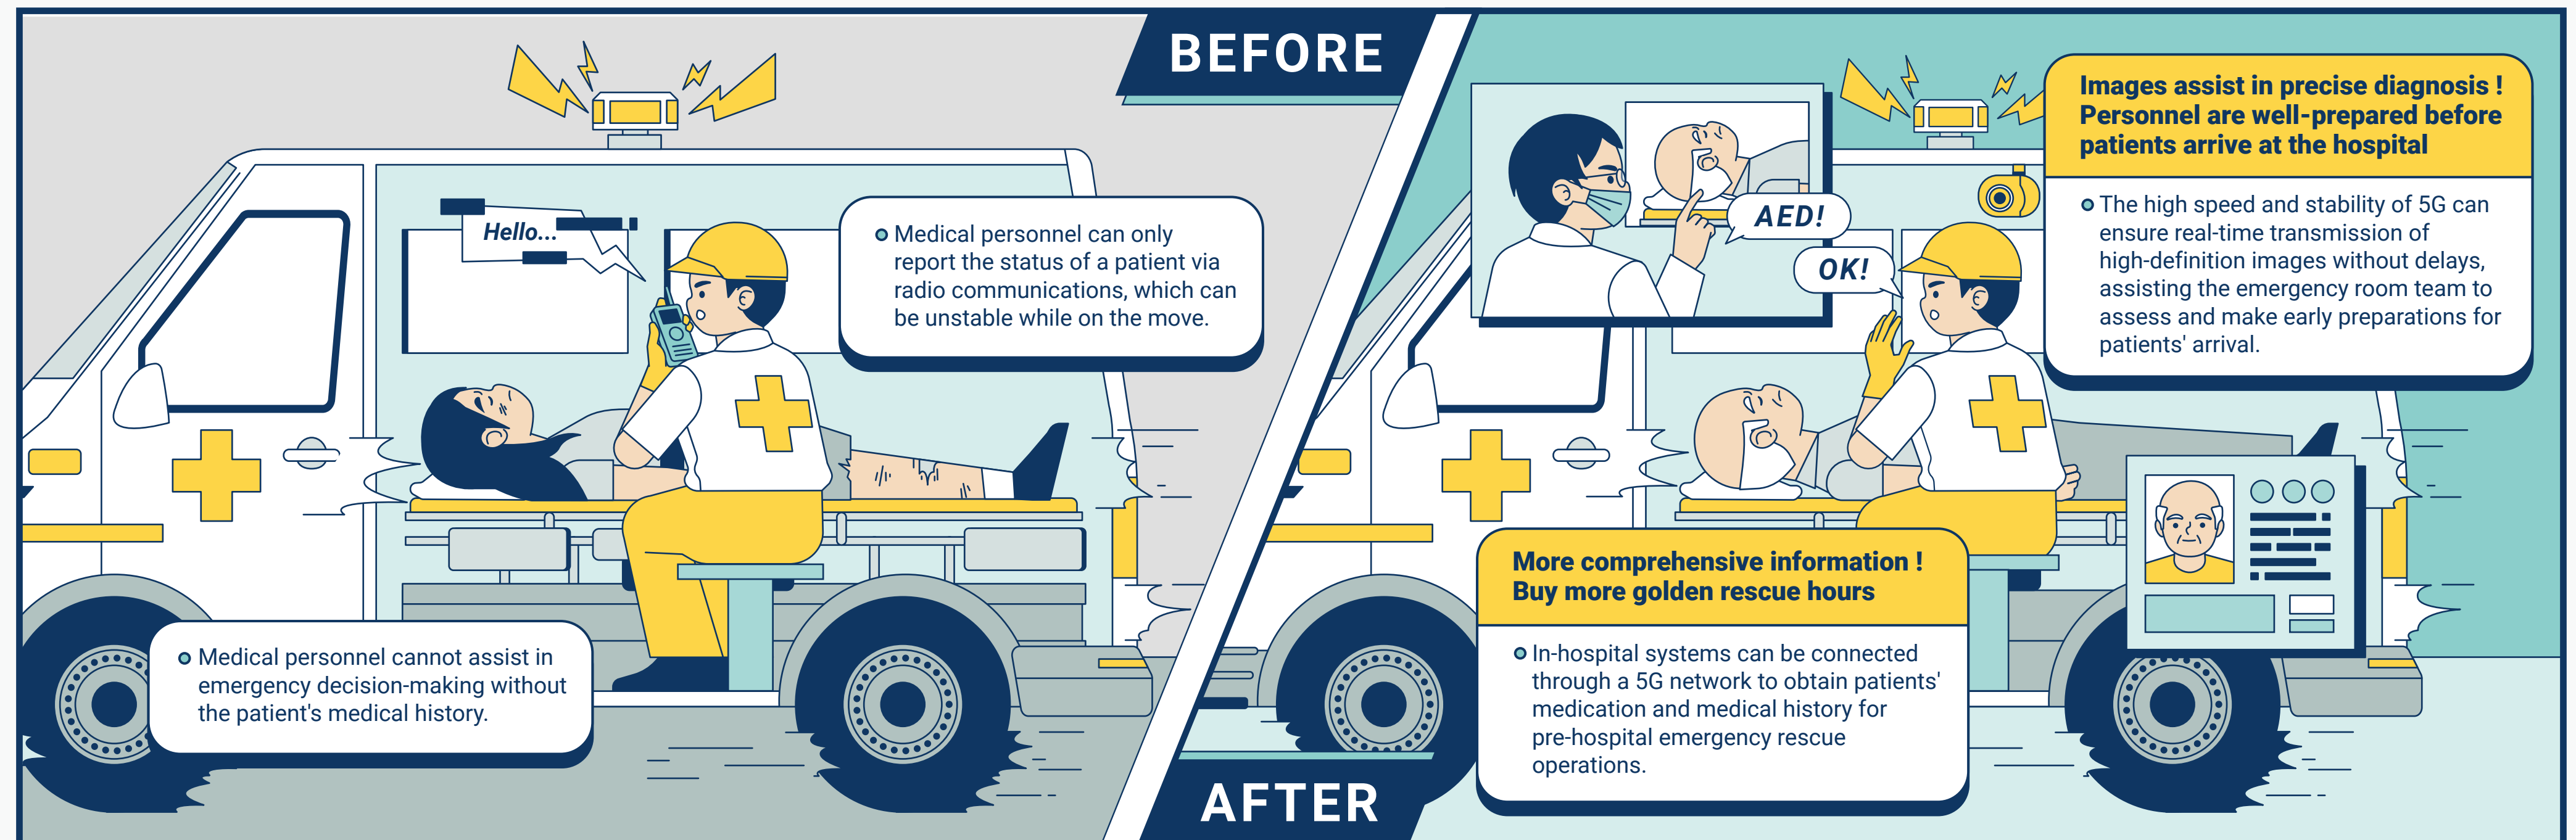 BEFORE
Hello...
Medical personnel can only
report the status of a patient via
radio communications, which can
be unstable while on the move.
Medical personnel cannot assist in
emergency decision-making without
the patient's medical history.
AFTER
AED!
OK!
Images assist in precise diagnosis !
Personnel are well-prepared before
patients arrive at the hospital
The high speed and stability of 5G can
ensure real-time transmission of
high-definition images without delays,
assisting the emergency room team to
assess and make early preparations for
patients' arrival.
More comprehensive information !
Buy more golden rescue hours
In-hospital systems can be connected
through a 5G network to obtain patients'
medication and medical history for
pre-hospital emergency rescue
operations.